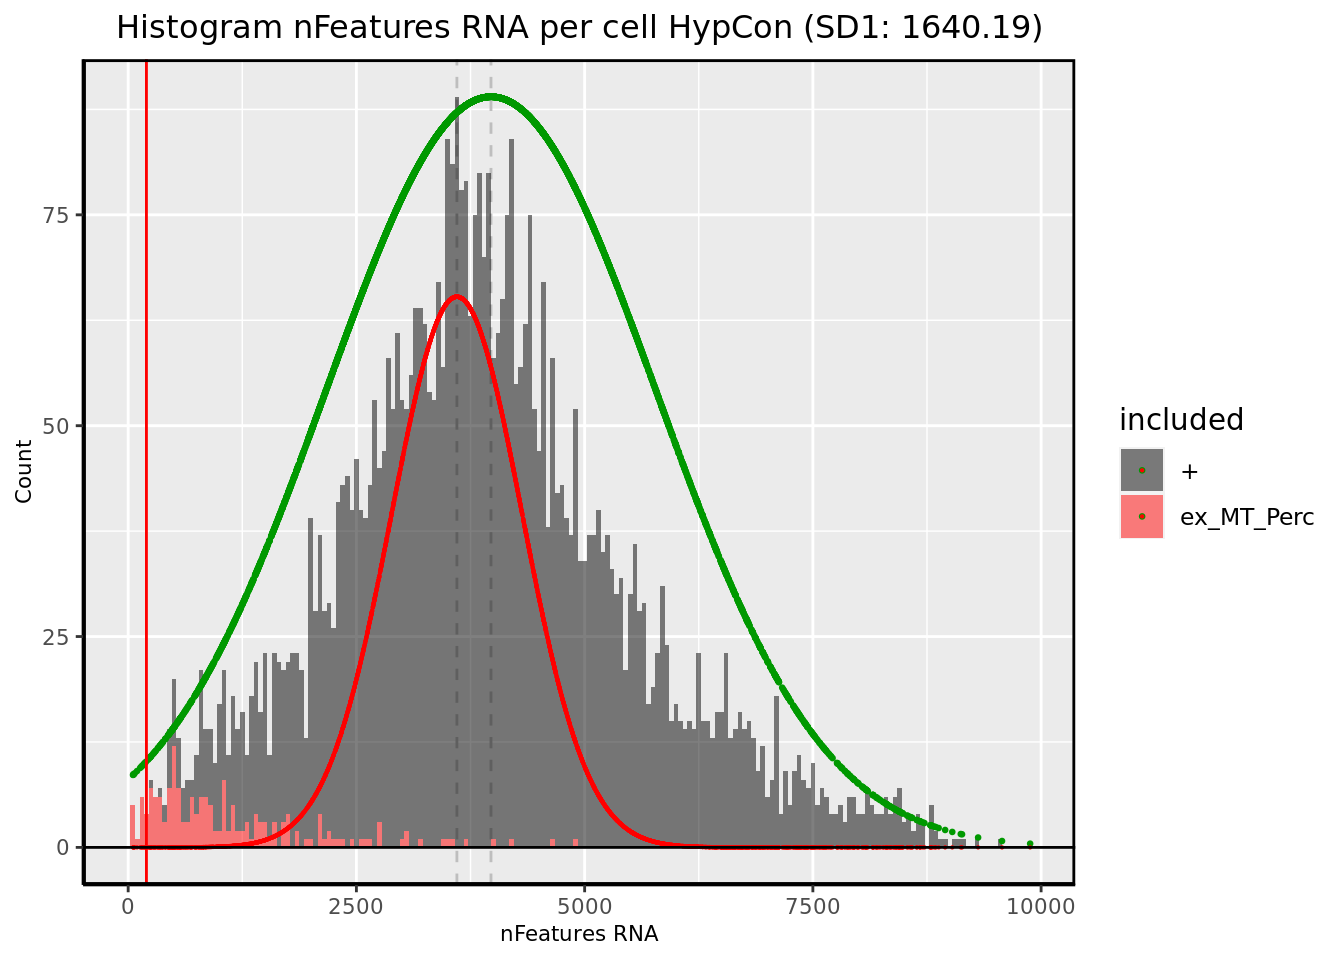 Histogram nFeatures RNA per cell HypCon (SD1: 1640.19)
75
50
25
0
Count
0 2500 5000 7500 10000
nFeatures RNA
included
+
ex_MT_Perc